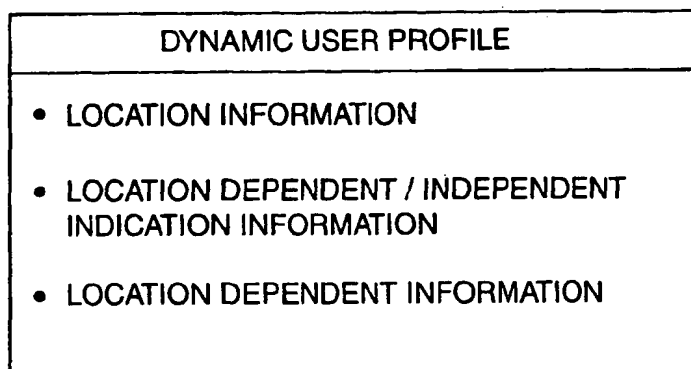 DYNAMIC USER PROFILE
• LOCATION INFORMATION
• LOCATION DEPENDENT / INDEPENDENT
INDICATION INFORMATION
• LOCATION DEPENDENT INFORMATION